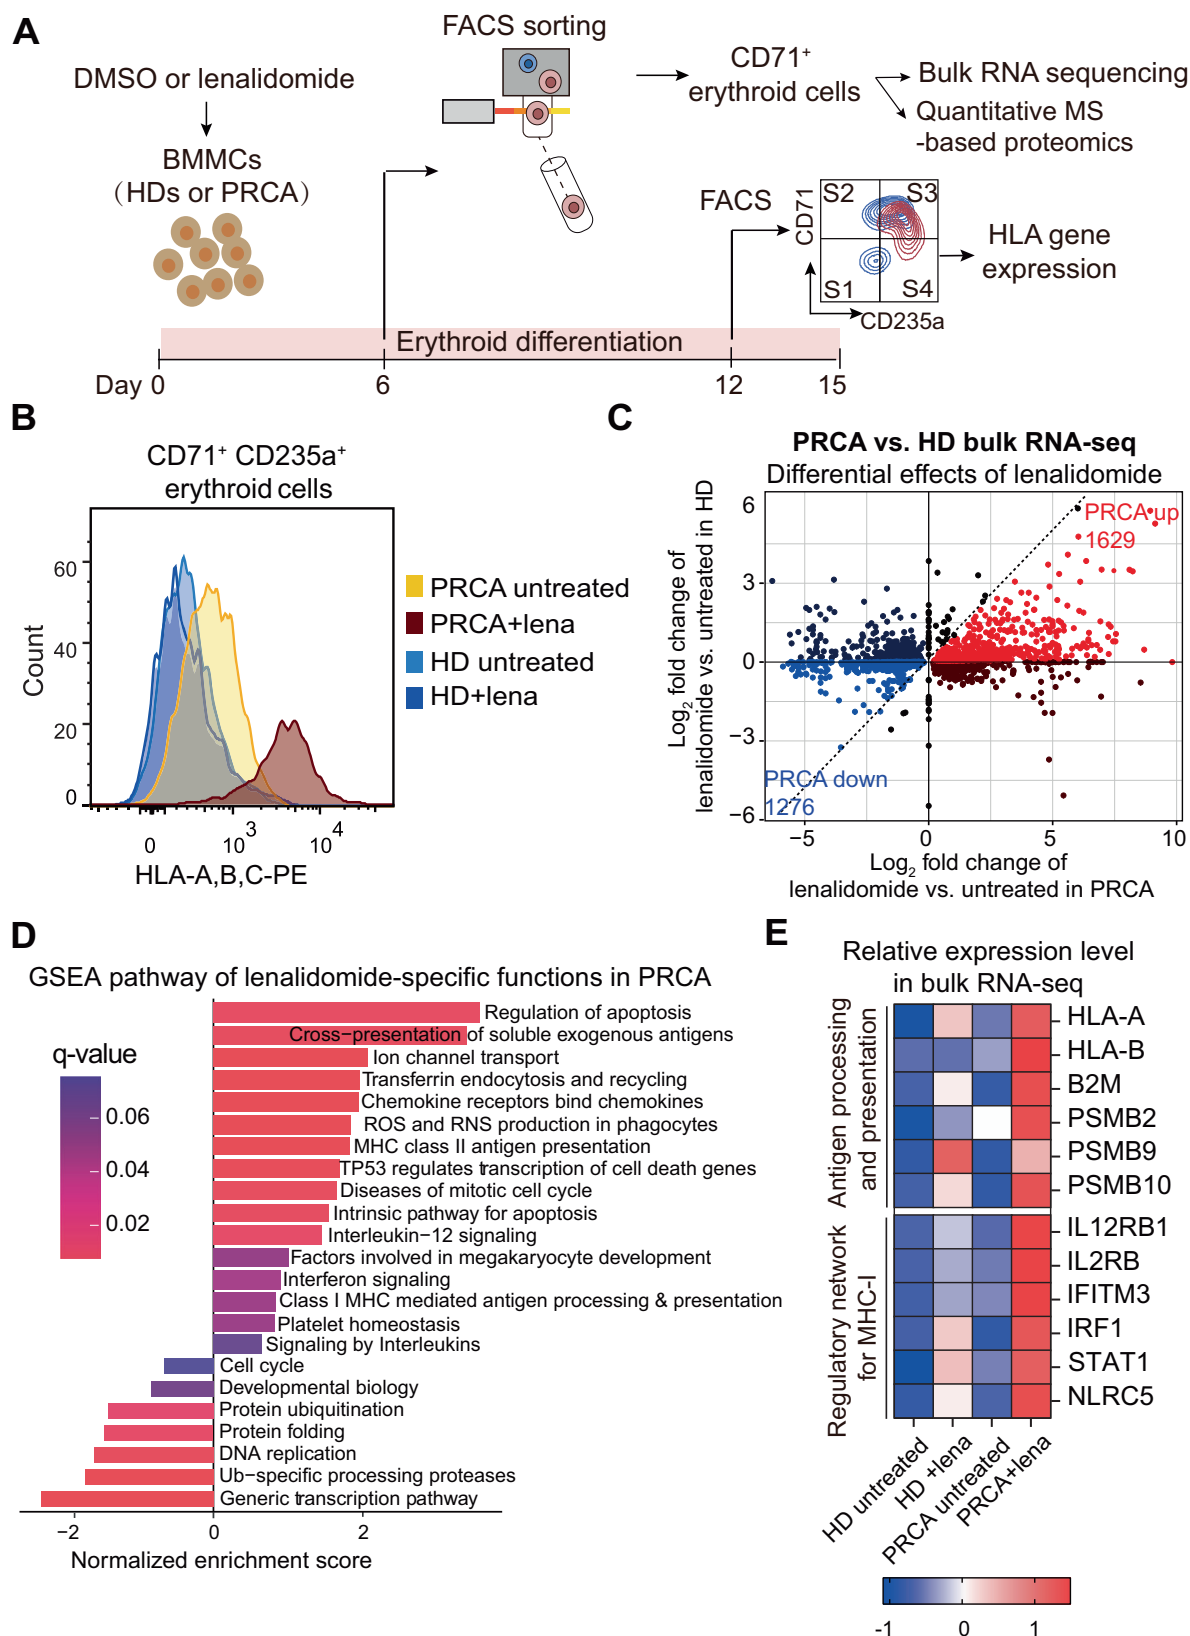 A
DMSO or lenalidomide
BMMCs
(HDs or PRCA)
FACS sorting
CD71+
erythroid cells
Bulk RNA sequencing
Quantitative MS
-based proteomics
FACS
CD71
S2
S3
S1
S4
CD235a
HLA gene
expression
Erythroid differentiation
Day 0
6
12
15
B
CD71+ CD235a+
erythroid cells
Count
60
40
20
0
0
10 3
10 4
HLA-A,B,C-PE
PRCA untreated
PRCA+lena
HD untreated
HD+lena
C
PRCA vs. HD bulk RNA-seq
Differential effects of lenalidomide
Log2 fold change of
lenalidomide vs. untreated in HD
6
3
0
−3
−6
PRCA up
1629
PRCA down
1276
−5
0
5
10
Log2 fold change of
lenalidomide vs. untreated in PRCA
D
GSEA pathway of lenalidomide-specific functions in PRCA
q-value
0.06
0.04
0.02
Regulation of apoptosis
Cross−presentation of soluble exogenous antigens
Ion channel transport
Transferrin endocytosis and recycling
Chemokine receptors bind chemokines
ROS and RNS production in phagocytes
MHC class II antigen presentation
TP53 regulates transcription of cell death genes
Diseases of mitotic cell cycle
Intrinsic pathway for apoptosis
Interleukin−12 signaling
Factors involved in megakaryocyte development
Interferon signaling
Class I MHC mediated antigen processing & presentation
Platelet homeostasis
Signaling by Interleukins
Cell cycle
Developmental biology
Protein ubiquitination
Protein folding
DNA replication
Ub−specific processing proteases
Generic transcription pathway
−2
0
2
Normalized enrichment score
E
Relative expression level
in bulk RNA-seq
Antigen processing
and presentation
HLA-A
HLA-B
B2M
PSMB2
PSMB9
PSMB10
Regulatory network
for MHC-I
IL12RB1
IL2RB
IFITM3
IRF1
STAT1
NLRC5
HD untreated
HD +lena
PRCA untreated
PRCA+lena
-1
0
1